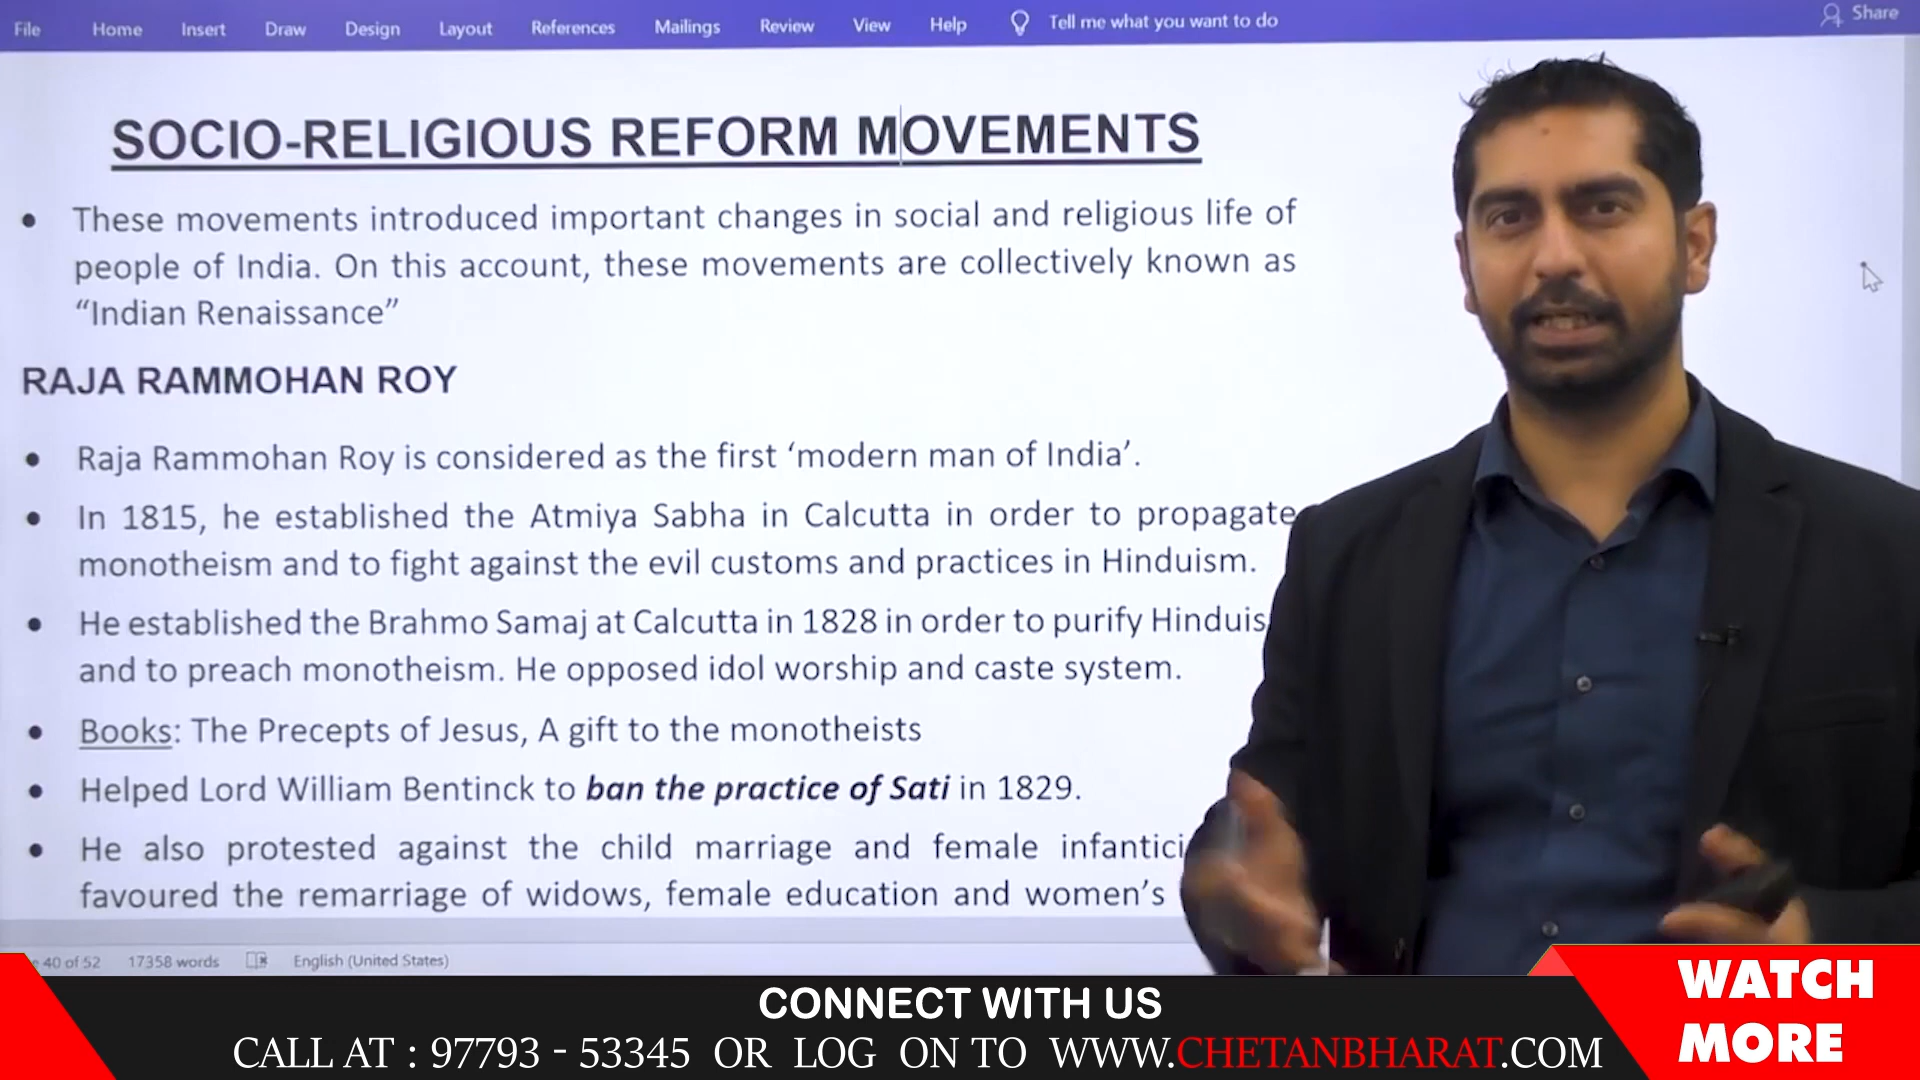 File Home Insert Draw Design Layout References Mailings Review View Help Tell me what you want to do Share
SOCIO-RELIGIOUS REFORM MOVEMENTS
• These movements introduced important changes in social and religious life of
people of India. On this account, these movements are collectively known as
“Indian Renaissance”
RAJA RAMMOHAN ROY
• Raja Rammohan Roy is considered as the first ‘modern man of India’.
• In 1815, he established the Atmiya Sabha in Calcutta in order to propagate
monotheism and to fight against the evil customs and practices in Hinduism.
• He established the Brahmo Samaj at Calcutta in 1828 in order to purify Hinduis
and to preach monotheism. He opposed idol worship and caste system.
• Books: The Precepts of Jesus, A gift to the monotheists
• Helped Lord William Bentinck to ban the practice of Sati in 1829.
• He also protested against the child marriage and female infantici
favoured the remarriage of widows, female education and women’s
40 of 52 17358 words English (United States)
CONNECT WITH US
CALL AT : 97793 - 53345 OR LOG ON TO WWW.CHETANBHARAT.COM
WATCH
MORE